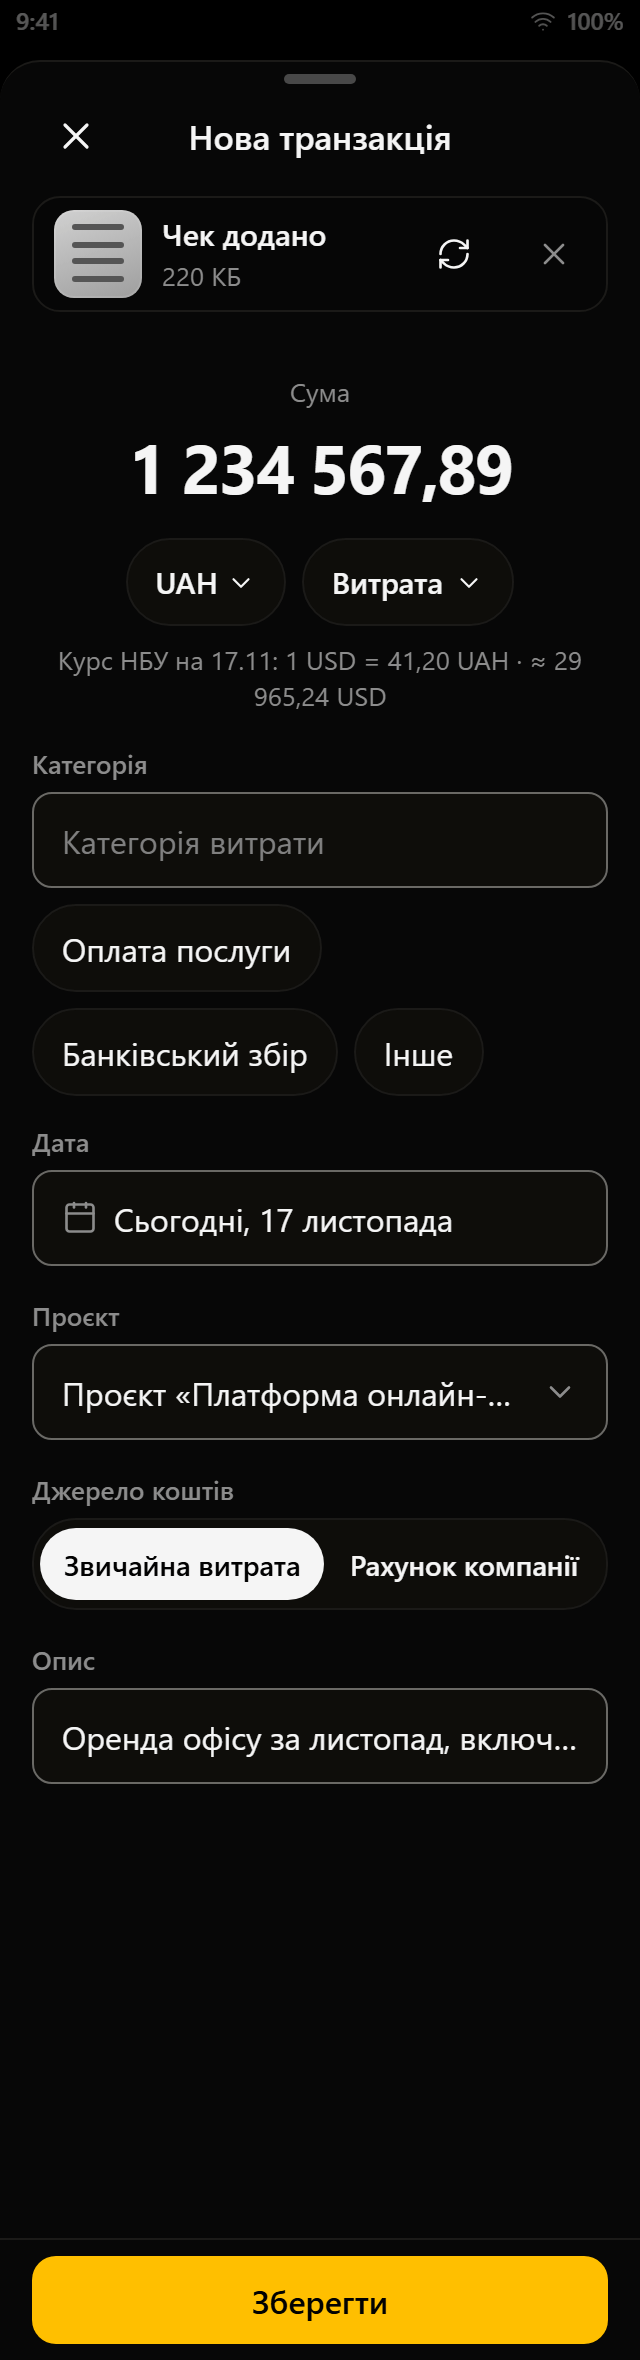 9:41 100%
Нова транзакція
Чек додано
220 КБ
Сума
1 234 567,89
UAH Витрата
Курс НБУ на 17.11: 1 USD = 41,20 UAH · ≈ 29
965,24 USD
Категорія
Категорія витрати
Оплата послуги
Банківський збір Інше
Дата
Сьогодні, 17 листопада
Проєкт
Проєкт «Платформа онлайн-...
Джерело коштів
Звичайна витрата Рахунок компанії
Опис
Оренда офісу за листопад, включ...
Зберегти